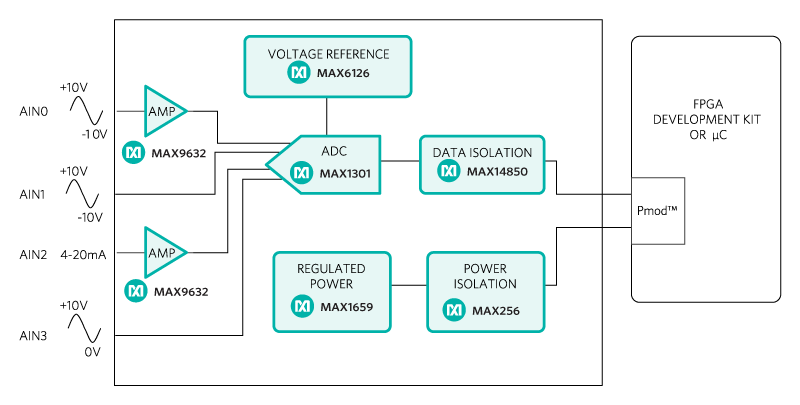 VOLTAGE REFERENCE
MAX6126
AIN0
+10V
-10V
AMP
MAX9632
ADC
MAX1301
DATA ISOLATION
MAX14850
FPGA
DEVELOPMENT KIT
OR μC
Pmod™
AIN1
+10V
-10V
AIN2
4-20mA
AMP
MAX9632
REGULATED
POWER
MAX1659
POWER
ISOLATION
MAX256
AIN3
+10V
0V